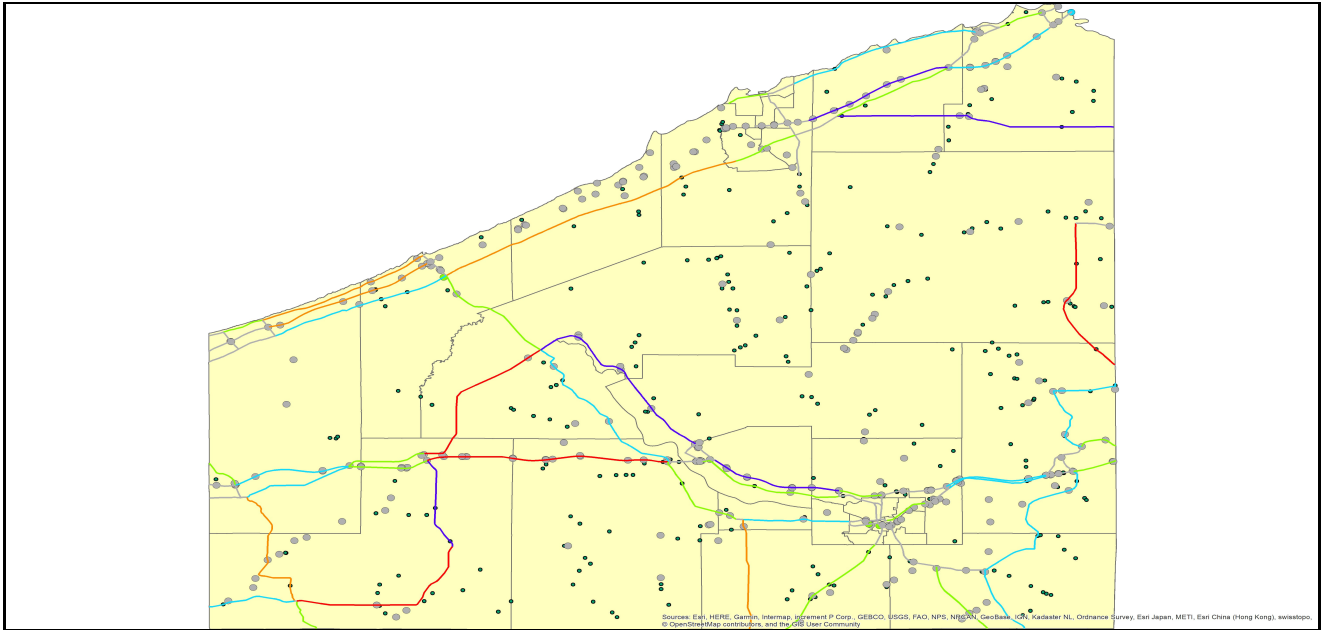 Sources: Esri, HERE, Garmin, Intermap, increment P Corp., GEBCO, USGS, FAO, NPS, NRCAN, GeoBase, IGN, Kadaster NL, Ordnance Survey, Esri Japan, METI, Esri China (Hong Kong), swisstopo,
© OpenStreetMap contributors, and the GIS User Community